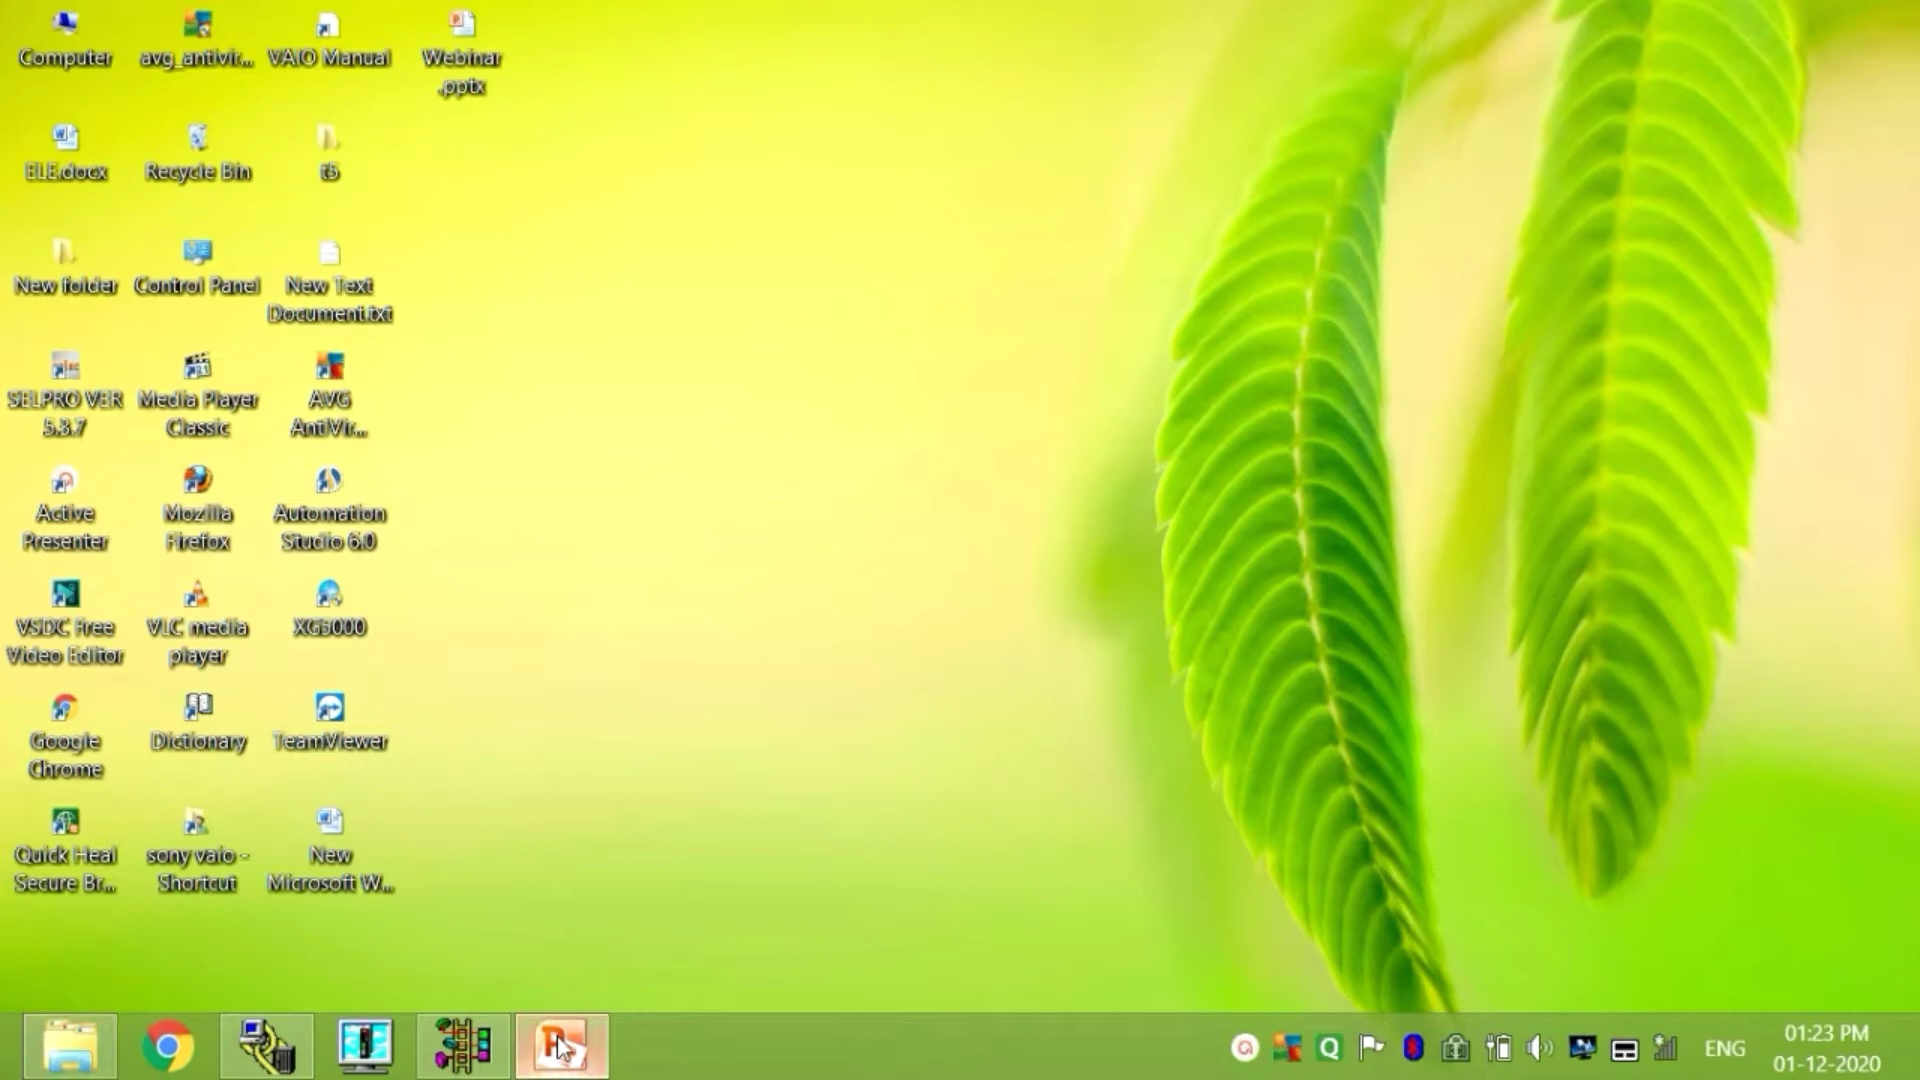 Computer
avg_antivir...
VAIO Manual
Webinar
.pptx
ELE.docx
Recycle Bin
t5
New folder
Control Panel
New Text
Document.txt
SELPRO VER
5.3.7
Media Player
Classic
AVG
AntiVir...
Active
Presenter
Mozilla
Firefox
Automation
Studio 6.0
VSDC Free
Video Editor
VLC media
player
XG5000
Google
Chrome
Dictionary
TeamViewer
Quick Heal
Secure Br...
sony vaio -
Shortcut
New
Microsoft W...
ENG
01:23 PM
01-12-2020